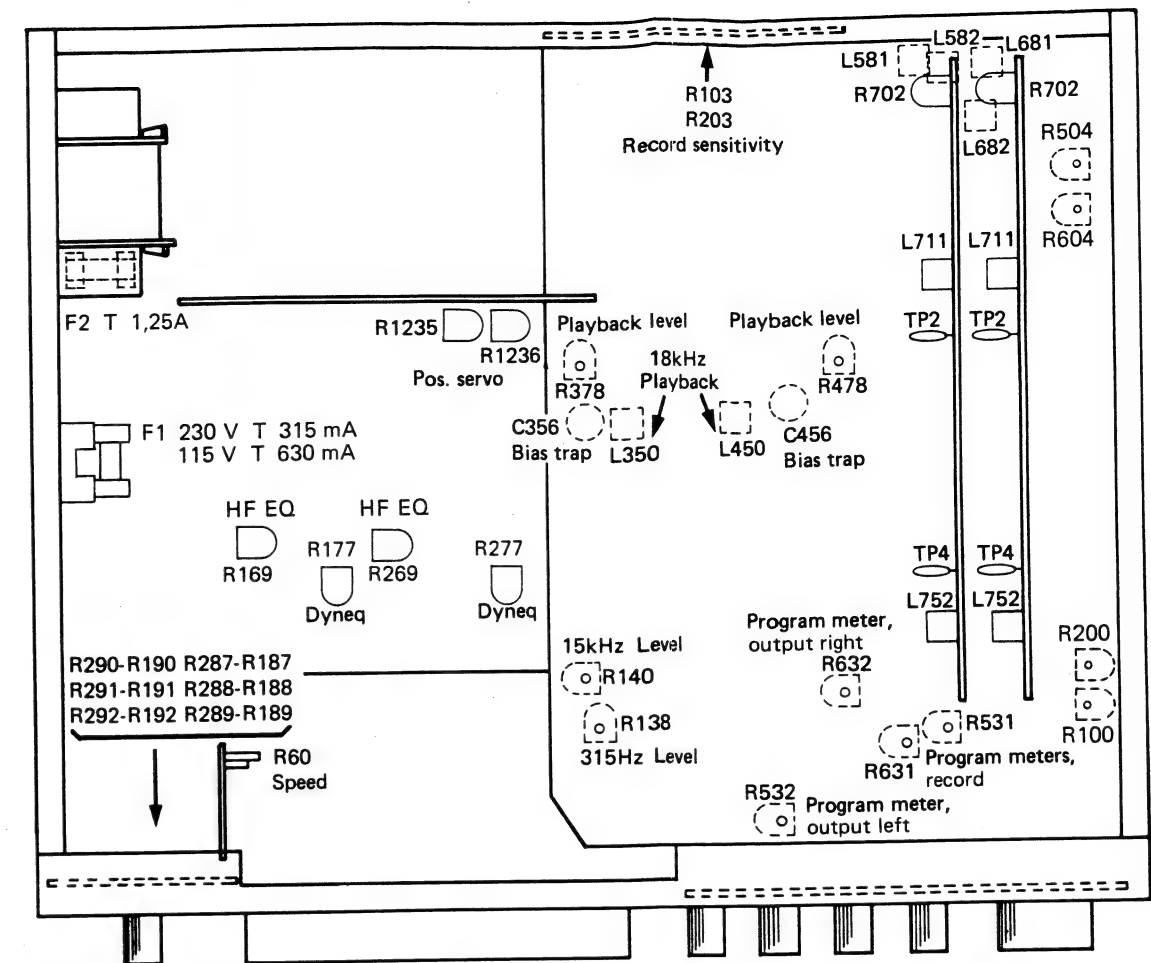 L582
L581
L681
R702
R702
L682
R103
R203
Record sensitivity
R504
R604
L711
L711
F2 T 1,25A
R1235
R1236
Pos. servo
Playback level
R378
18kHz
Playback
Playback level
R478
TP2
TP2
F1 230 V T 315 mA
115 V T 630 mA
C356
Bias trap
L350
L450
C456
Bias trap
HF EQ
R169
R177
Dyneq
HF EQ
R269
R277
Dyneq
TP4
TP4
L752
L752
R290-R190 R287-R187
R291-R191 R288-R188
R292-R192 R289-R189
R60
Speed
15kHz Level
R140
R138
315Hz Level
Program meter,
output right
R632
R200
R100
R531
R631
Program meters,
record
R532
Program meter,
output left